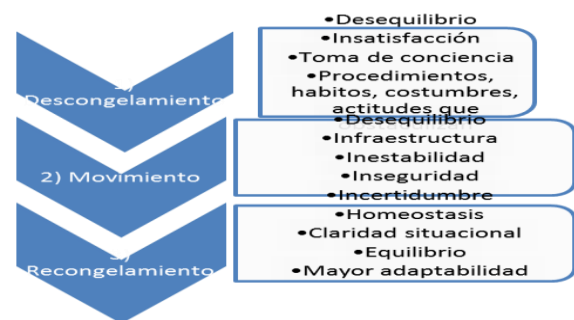 1)
Descongelamiento
•Desequilibrio
•Insatisfacción
•Toma de conciencia
•Procedimientos,
habitos, costumbres,
actitudes que
2) Movimiento
•Desequilibrio
•Infraestructura
•Inestabilidad
•Inseguridad
•Incertidumbre
Recongelamiento
•Homeostasis
•Claridad situacional
•Equilibrio
•Mayor adaptabilidad